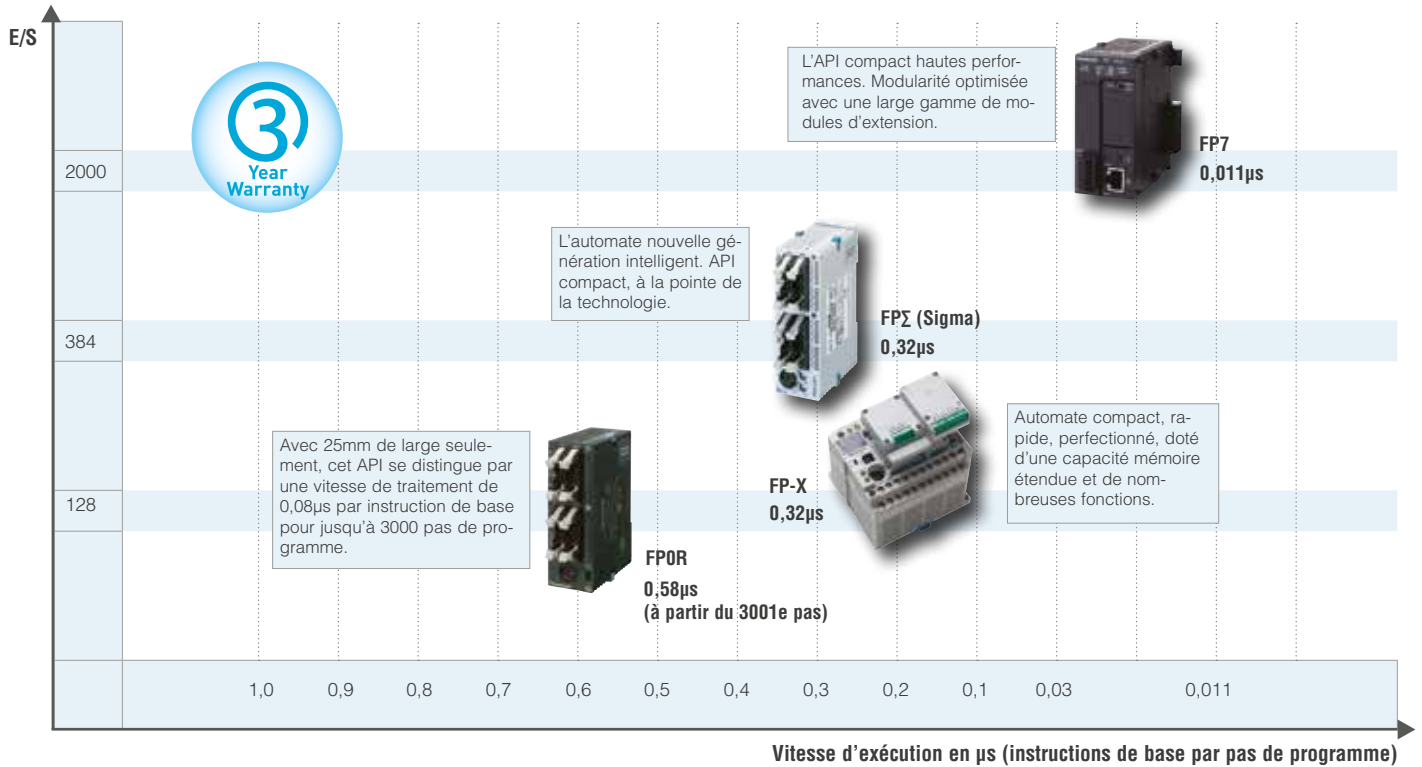 E/S
L'API compact hautes perfor-
mances. Modularité optimisée
avec une large gamme de mo-
dules d'extension.
3
Year
Warranty
FP7
0,011µs
2000
L'automate nouvelle gé-
nération intelligent. API
compact, à la pointe de
la technologie.
FPΣ (Sigma)
0,32µs
384
Avec 25mm de large seule-
ment, cet API se distingue par
une vitesse de traitement de
0,08µs par instruction de base
pour jusqu'à 3000 pas de pro-
gramme.
FP-X
0,32µs
Automate compact, ra-
pide, perfectionné, doté
d'une capacité mémoire
étendue et de nom-
breuses fonctions.
128
FP0R
0,58µs
(à partir du 3001e pas)
1,0 0,9 0,8 0,7 0,6 0,5 0,4 0,3 0,2 0,1 0,03 0,011
Vitesse d'exécution en µs (instructions de base par pas de programme)